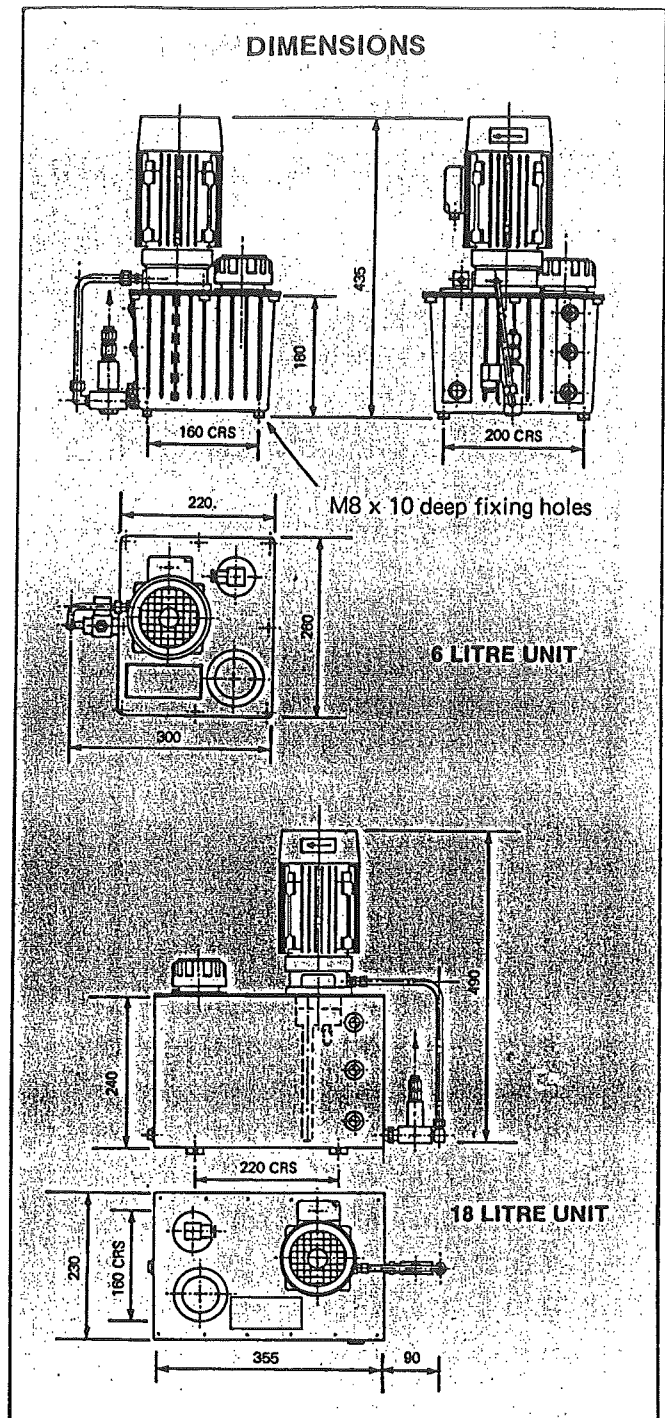 DIMENSIONS
435
180
160 CRS
200 CRS
M8 x 10 deep fixing holes
220.
260
6 LITRE UNIT
300
490
240
220 CRS
18 LITRE UNIT
230
160 CRS
355
90